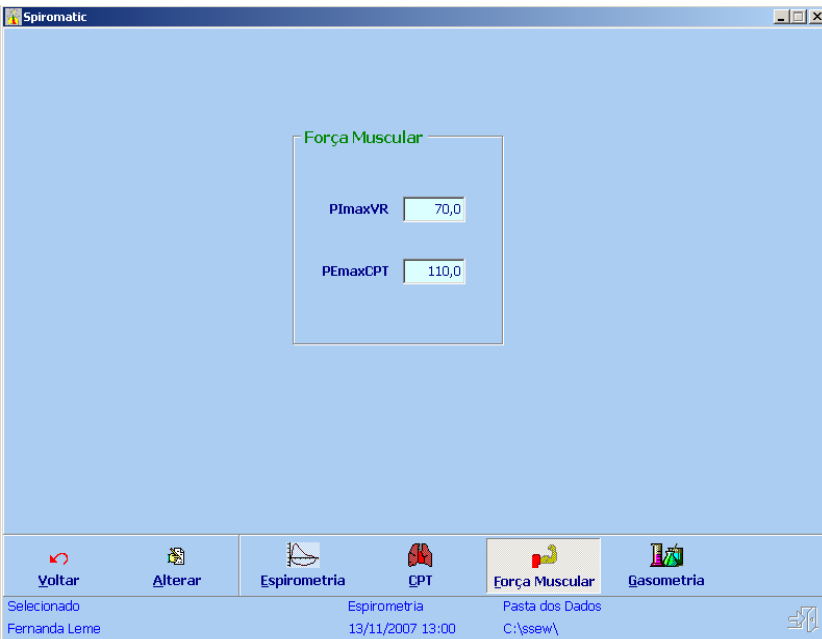 Spiromatic
Força Muscular
PImaxVR 70,0
PEmaxCPT 110,0
Voltar Alterar Espirometria CPT Força Muscular Gasometria
Selecionado Espirometria Pasta dos Dados
Fernanda Leme 13/11/2007 13:00 C:\ssew\